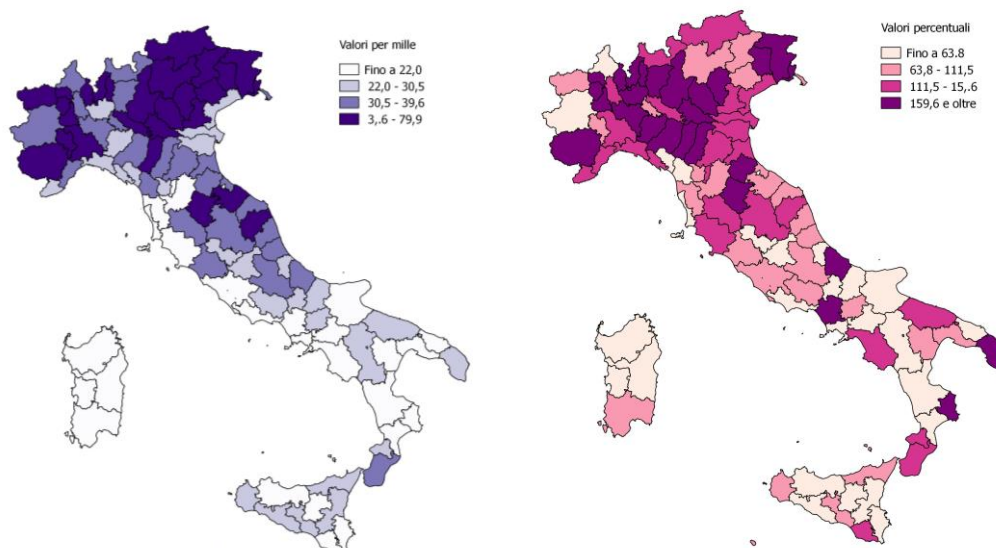 Valori per mille
Fino a 22,0
22,0 - 30,5
30,5 - 39,6
3,.6 - 79,9
Valori percentuali
Fino a 63.8
63,8 - 111,5
111,5 - 15,.6
159,6 e oltre